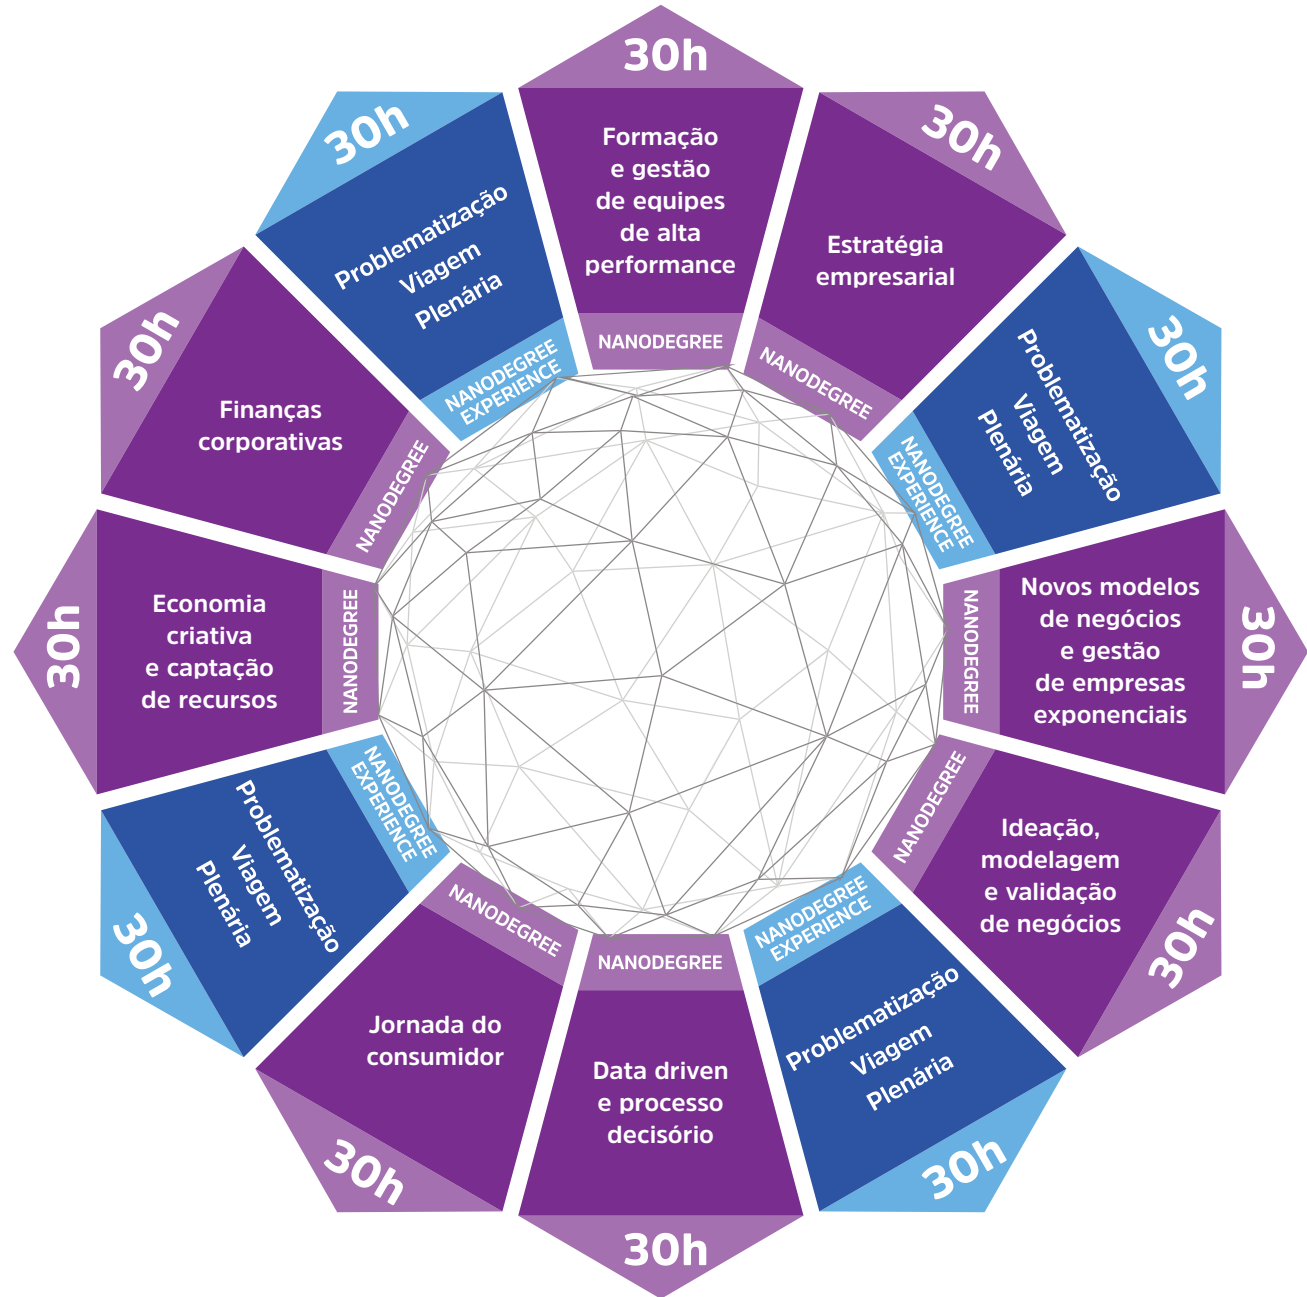 30h
Formação
e gestão
de equipes
de alta
performance
NANODEGREE
30h
Estratégia
empresarial
NANODEGREE
30h
Problematização
Viagem
Plenária
NANODEGREE
EXPERIENCE
30h
Novos modelos
de negócios
e gestão
de empresas
exponenciais
NANODEGREE
30h
Ideação,
modelagem
e validação
de negócios
NANODEGREE
30h
Problematização
Viagem
Plenária
NANODEGREE
EXPERIENCE
30h
Data driven
e processo
decisório
NANODEGREE
30h
Jornada do
consumidor
NANODEGREE
30h
Problematização
Viagem
Plenária
NANODEGREE
EXPERIENCE
30h
Economia
criativa
e captação
de recursos
NANODEGREE
30h
Finanças
corporativas
NANODEGREE
30h
Problematização
Viagem
Plenária
NANODEGREE
EXPERIENCE